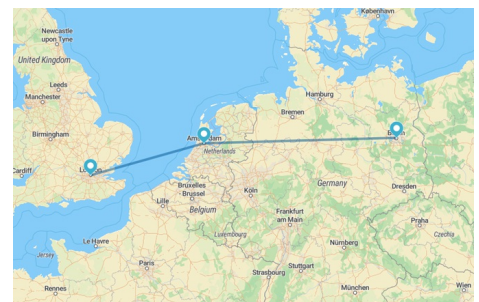 København
Newcastle
upon Tyne
United Kingdom
Leeds
Manchester
Hamburg
Bremen
Birmingham
Netherlands
Cardiff
Bruxelles
Brussel
Köln
Germany
Dresden
Lille
Belgium
Frankfurt
am Main
Praha
Luxembourg
Czechia
Le Havre
Nürnberg
Jersey
Paris
Stuttgart
Strasbourg
Rennes
München
Wien